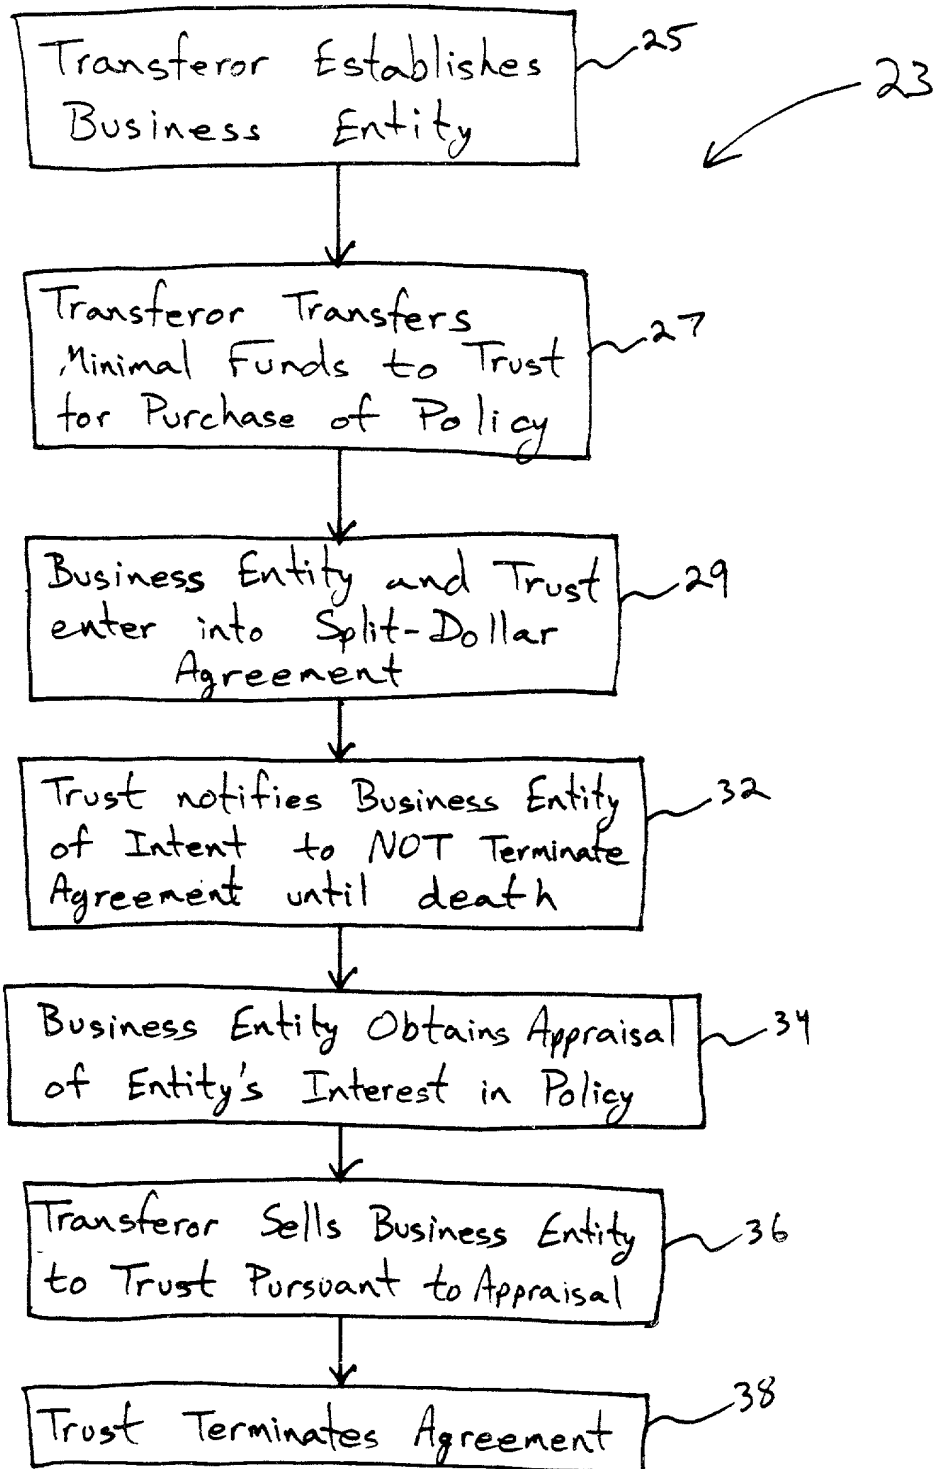 Transferor Establishes
Business Entity
25
23
Transferor Transfers
Minimal Funds to Trust
for Purchase of Policy
27
Business Entity and Trust
enter into Split-Dollar
Agreement
29
Trust notifies Business Entity
of Intent to NOT Terminate
Agreement until death
32
Business Entity Obtains Appraisal
of Entity's Interest in Policy
34
Transferor Sells Business Entity
to Trust Pursuant to Appraisal
36
Trust Terminates Agreement
38